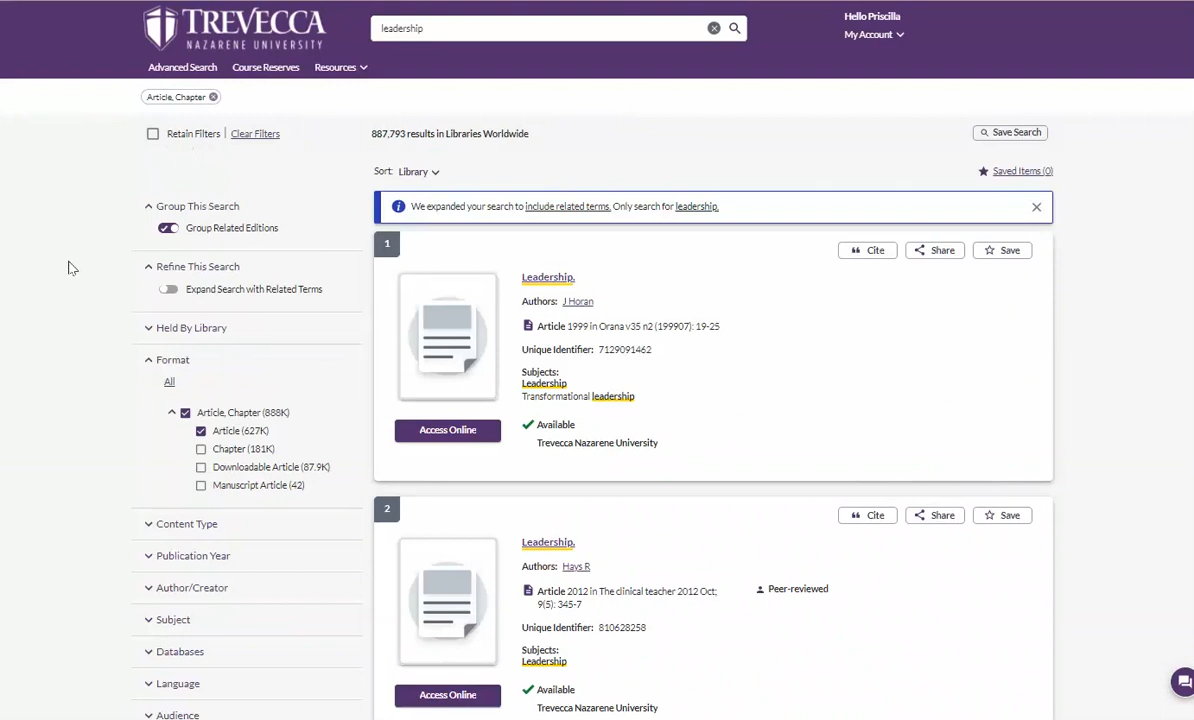 TREVECCA
NAZARENE UNIVERSITY
leadership
Hello Priscilla
My Account
Advanced Search
Course Reserves
Resources
Article, Chapter
Retain Filters
Clear Filters
887,793 results in Libraries Worldwide
Save Search
Sort: Library
Saved Items (0)
Group This Search
Group Related Editions
Refine This Search
Expand Search with Related Terms
Held By Library
Format
All
Article, Chapter (888K)
Article (627K)
Chapter (181K)
Downloadable Article (87.9K)
Manuscript Article (42)
Content Type
Publication Year
Author/Creator
Subject
Databases
Language
Audience
We expanded your search to include related terms. Only search for leadership.
1
Cite
Share
Save
Leadership.
Authors: J Horan
Article 1999 in Orana v35 n2 (199907): 19-25
Unique Identifier: 7129091462
Subjects:
Leadership
Transformational leadership
Access Online
Available
Trevecca Nazarene University
2
Cite
Share
Save
Leadership.
Authors: Hays R
Article 2012 in The clinical teacher 2012 Oct;
9(5): 345-7
Peer-reviewed
Unique Identifier: 810628258
Subjects:
Leadership
Access Online
Available
Trevecca Nazarene University